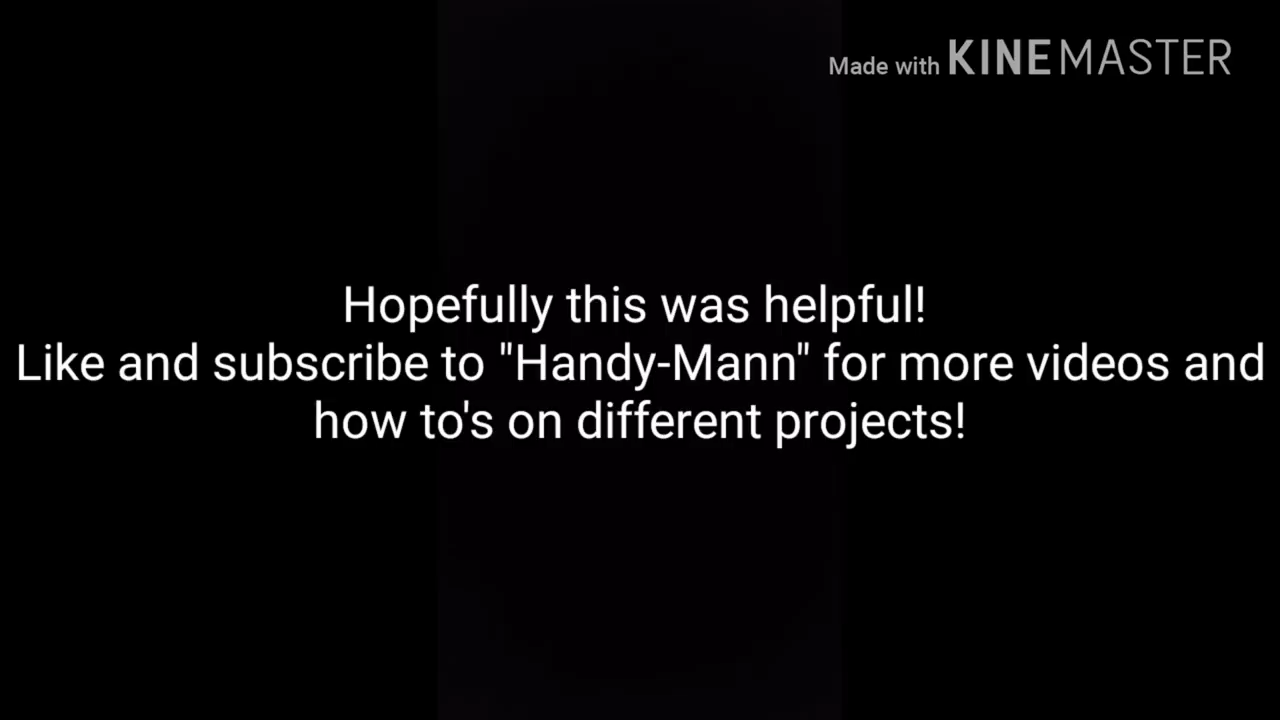 Made with KINEMASTER
Hopefully this was helpful!
Like and subscribe to "Handy-Mann" for more videos and
how to's on different projects!